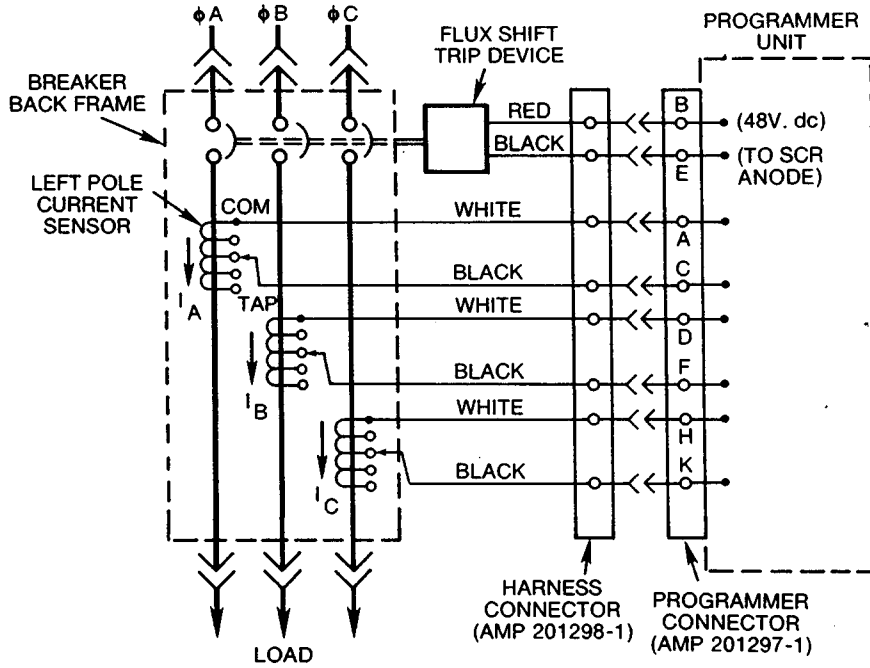 ϕA
ϕB
ϕC
FLUX SHIFT
TRIP DEVICE
PROGRAMMER
UNIT
BREAKER
BACK FRAME
RED
B
(48V. dc)
BLACK
E
(TO SCR
ANODE)
LEFT POLE
CURRENT
SENSOR
COM
WHITE
A
I A
TAP
BLACK
C
WHITE
D
I B
BLACK
F
WHITE
H
I C
BLACK
K
HARNESS
CONNECTOR
(AMP 201298-1)
PROGRAMMER
CONNECTOR
(AMP 201297-1)
LOAD